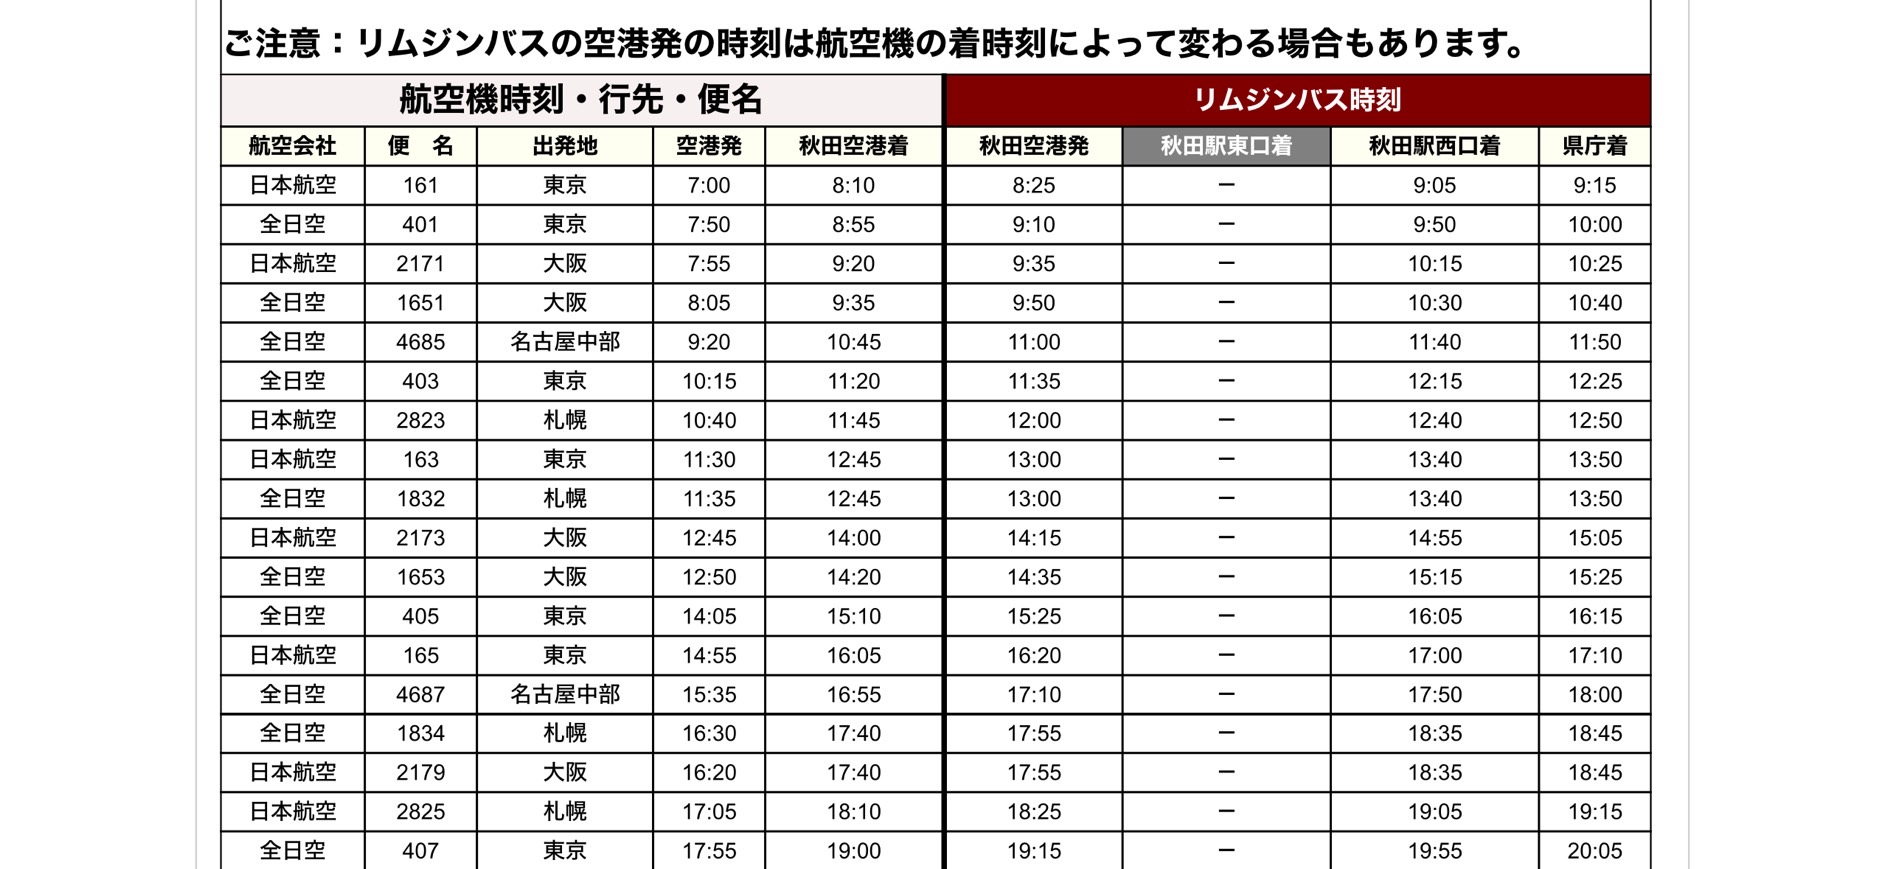 ご注意：リムジンバスの空港発の時刻は航空機の着時刻によって変わる場合もあります。
航空機時刻・行先・便名 リムジンバス時刻
航空会社 便　名 出発地 空港発 秋田空港着 秋田空港発 秋田駅東口着 秋田駅西口着 県庁着
日本航空 161 東京 7:00 8:10 8:25 ー 9:05 9:15
全日空 401 東京 7:50 8:55 9:10 ー 9:50 10:00
日本航空 2171 大阪 7:55 9:20 9:35 ー 10:15 10:25
全日空 1651 大阪 8:05 9:35 9:50 ー 10:30 10:40
全日空 4685 名古屋中部 9:20 10:45 11:00 ー 11:40 11:50
全日空 403 東京 10:15 11:20 11:35 ー 12:15 12:25
日本航空 2823 札幌 10:40 11:45 12:00 ー 12:40 12:50
日本航空 163 東京 11:30 12:45 13:00 ー 13:40 13:50
全日空 1832 札幌 11:35 12:45 13:00 ー 13:40 13:50
日本航空 2173 大阪 12:45 14:00 14:15 ー 14:55 15:05
全日空 1653 大阪 12:50 14:20 14:35 ー 15:15 15:25
全日空 405 東京 14:05 15:10 15:25 ー 16:05 16:15
日本航空 165 東京 14:55 16:05 16:20 ー 17:00 17:10
全日空 4687 名古屋中部 15:35 16:55 17:10 ー 17:50 18:00
全日空 1834 札幌 16:30 17:40 17:55 ー 18:35 18:45
日本航空 2179 大阪 16:20 17:40 17:55 ー 18:35 18:45
日本航空 2825 札幌 17:05 18:10 18:25 ー 19:05 19:15
全日空 407 東京 17:55 19:00 19:15 ー 19:55 20:05